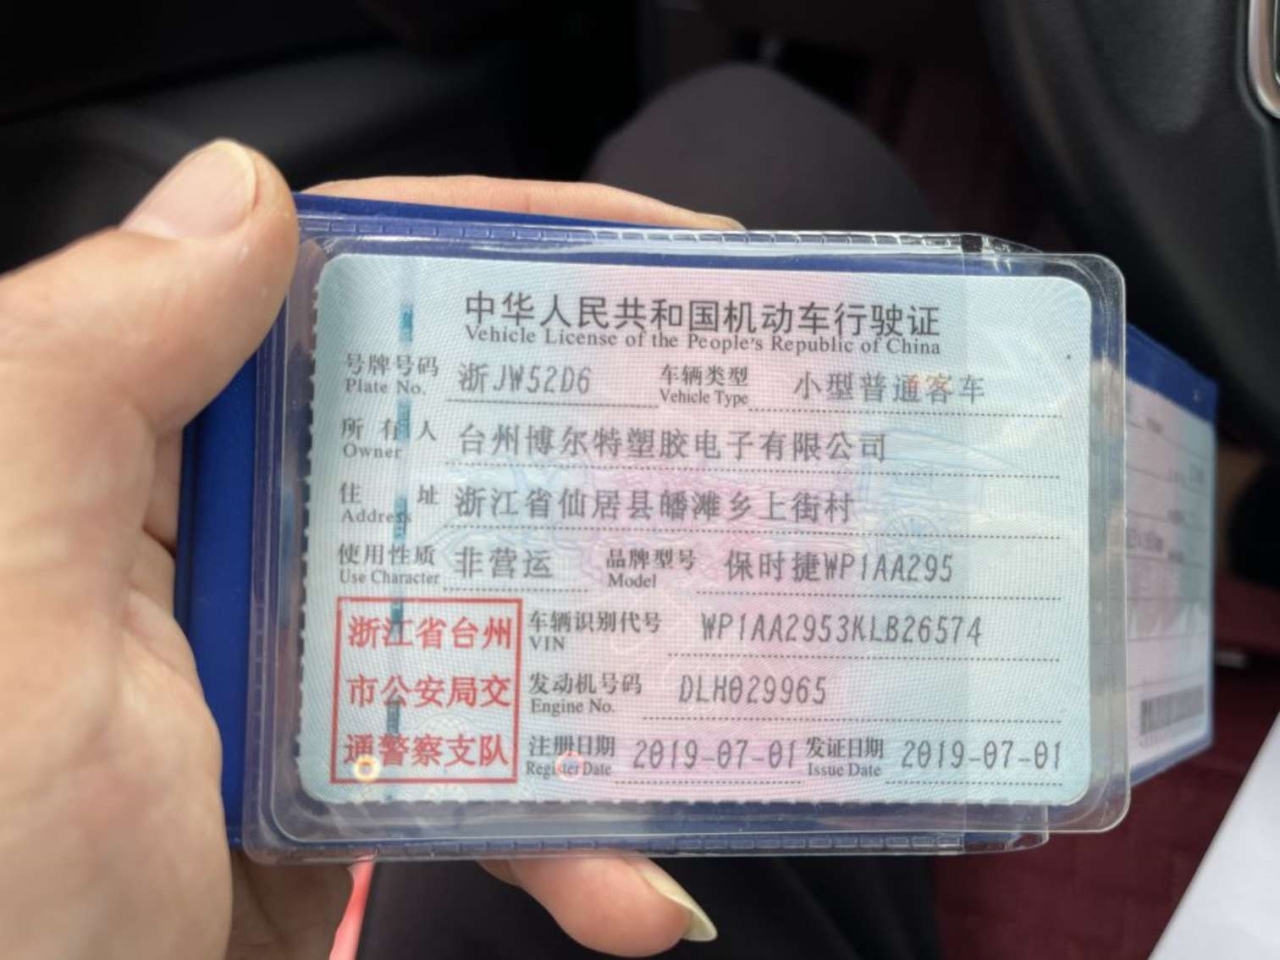 中华人民共和国机动车行驶证
Vehicle License of the People's Republic of China
号牌号码 浙JW52D6 车辆类型 小型普通客车
Plate No. Vehicle Type
所有人 台州博尔特塑胶电子有限公司
Owner
住址 浙江省仙居县皤滩乡上街村
Address
使用性质 非营运 品牌型号 保时捷WP1AA295
Use Character Model
浙江省台州 车辆识别代号 WP1AA2953KLB26574
VIN
市公安局交 发动机号码 DLH029965
Engine No.
通警察支队 注册日期 2019-07-01 发证日期 2019-07-01
Register Date Issue Date